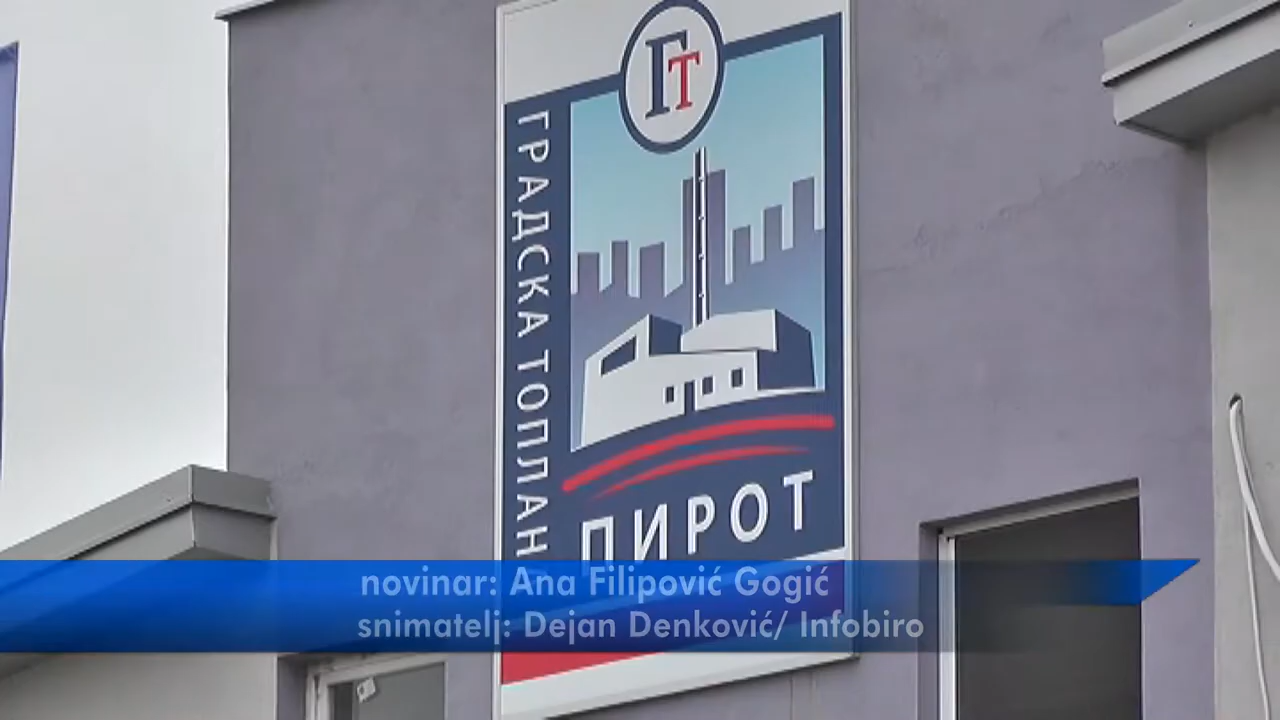 ГТ
ГРАДСКА ТОПЛАН
ПИРОТ
novinar: Ana Filipović Gogić
snimatelj: Dejan Denković/ Infobiro